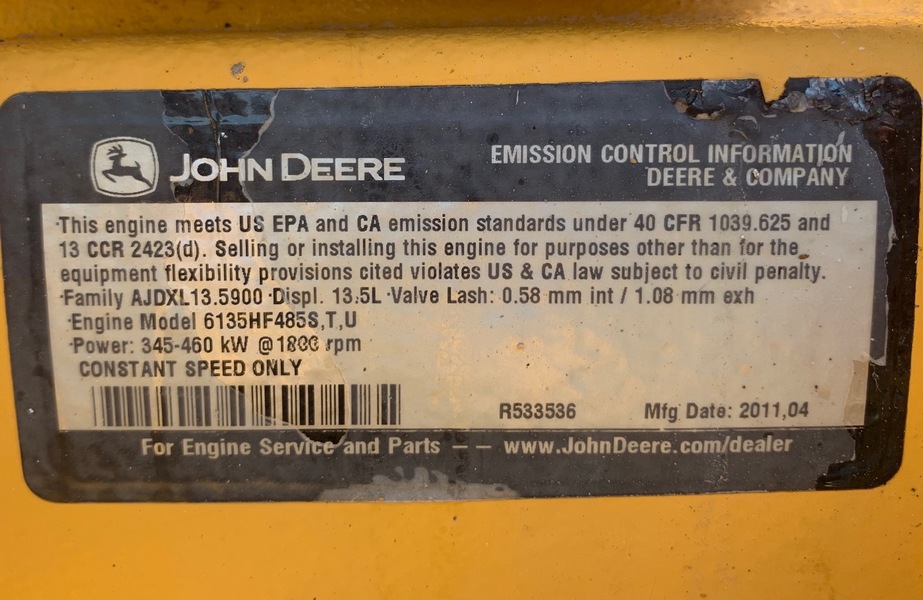 JOHN DEERE
EMISSION CONTROL INFORMATION
DEERE & COMPANY
·This engine meets US EPA and CA emission standards under 40 CFR 1039.625 and
13 CCR 2423(d). Selling or installing this engine for purposes other than for the
equipment flexibility provisions cited violates US & CA law subject to civil penalty.
·Family AJDXL13.5900 ·Displ. 13.5L ·Valve Lash: 0.58 mm int / 1.08 mm exh
·Engine Model 6135HF485S,T,U
·Power: 345-460 kW @ 1800 rpm
CONSTANT SPEED ONLY
R533536 Mfg Date: 2011,04
For Engine Service and Parts — — www.JohnDeere.com/dealer